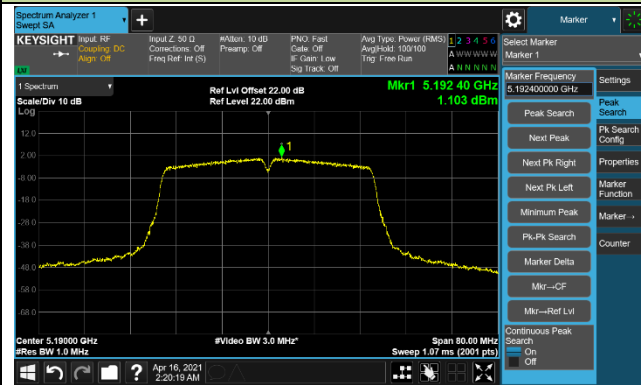 Spectrum Analyzer 1
Swept SA
Marker
KEYSIGHT
Input: RF
Coupling: DC
Align: Off
Input Z: 50 Ω
Corrections: Off
Freq Ref: Int (S)
#Atten: 10 dB
Preamp: Off
PNO: Fast
Gate: Off
IF Gain: Low
Sig Track: Off
Avg Type: Power (RMS)
Avg|Hold: 100/100
Trig: Free Run
1 2 3 4 5 6
A W W W W W
A N N N N N
LNI
Select Marker
Marker 1
1 Spectrum
Scale/Div 10 dB
Log
Ref Lvl Offset 22.00 dB
Ref Level 22.00 dBm
Mkr1 5.192 40 GHz
1.103 dBm
1
12.0
2.00
-8.00
-18.0
-28.0
-38.0
-48.0
-58.0
-68.0
Center 5.19000 GHz
#Res BW 1.0 MHz
#Video BW 3.0 MHz*
Span 80.00 MHz
Sweep 1.07 ms (2001 pts)
Marker Frequency
5.192400000 GHz
Peak Search
Next Peak
Next Pk Right
Next Pk Left
Minimum Peak
Pk-Pk Search
Marker Delta
Mkr→CF
Mkr→Ref Lvl
Continuous Peak
Search
On
Off
Settings
Peak
Search
Pk Search
Config
Properties
Marker
Function
Marker→
Counter
?
Apr 16, 2021
2:20:19 AM